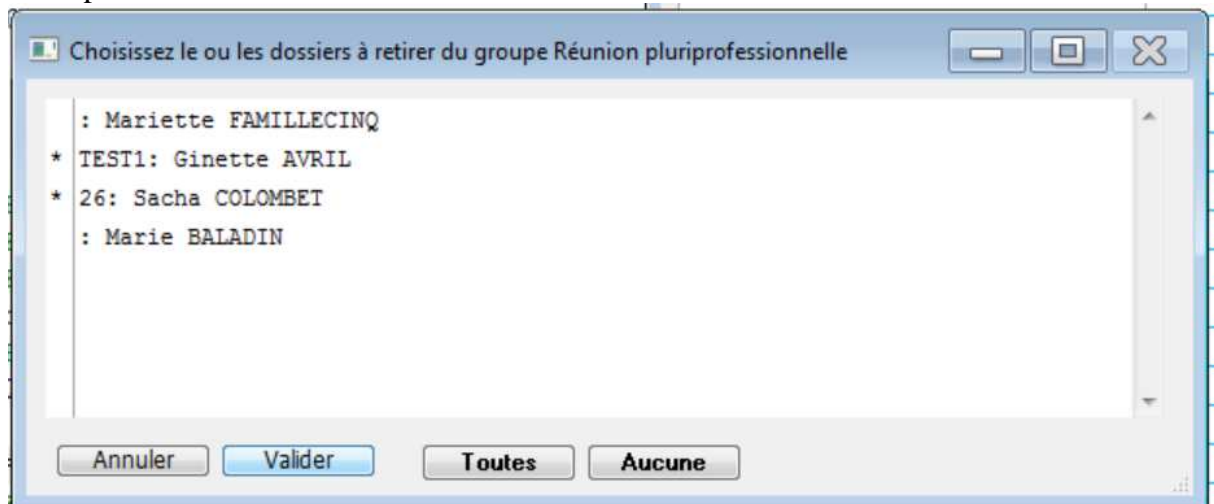 Choisissez le ou les dossiers à retirer du groupe Réunion pluriprofessionnelle
: Mariette FAMILLECINQ
* TEST1: Ginette AVRIL
* 26: Sacha COLOMBET
: Marie BALADIN
Annuler Valider Toutes Aucune